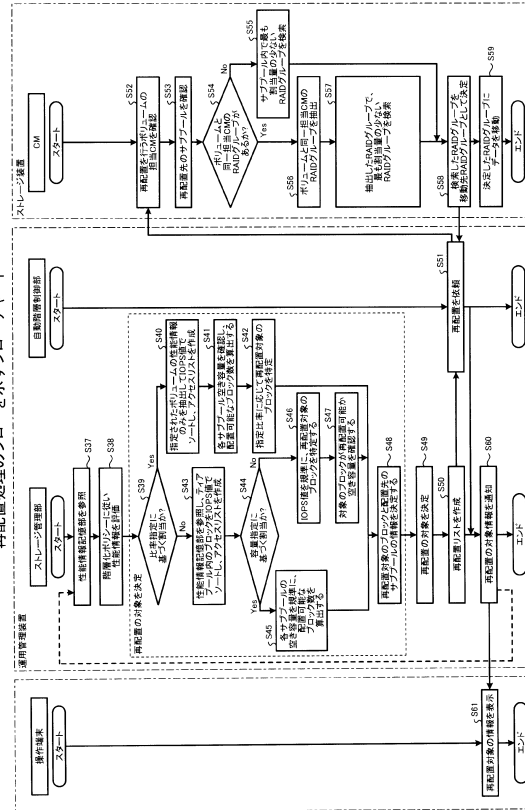 操作端末
スタート
再配置対象の情報を表示
S61
エンド
運用管理装置
ストレージ管理部
スタート
性能情報記憶部を参照
S37
階層化ポリシーに従い
性能情報を評価
S38
再配置の対象を決定
比率指定に
基づく割当か?
S39
Yes
No
指定されたボリュームの性能情報
のみを抽出してIOPS値で
ソートし、アクセスリストを作成
S40
各サブプール空き容量を確認し、
配置可能なブロック数を算出する
S41
指定比率に応じて再配置対象の
ブロックを特定
S42
性能情報記憶部を参照し、ティア
プール内のブロックをIOPS値で
ソートし、アクセスリストを作成
S43
容量指定に
基づく割当か?
S44
Yes
No
各サブプールの
空き容量を規準に、
配置可能な
ブロック数を
算出する
S45
IOPS値を規準に、再配置対象の
ブロックを特定する
S46
対象のブロックが再配置可能か
空き容量を確認する
S47
再配置対象のブロックと配置先の
サブプールの情報を決定する
S48
再配置の対象を決定
S49
再配置リストを作成
S50
再配置の対象情報を通知
S60
エンド
自動階層制御部
スタート
再配置を依頼
S51
エンド
ストレージ装置
CM
スタート
再配置を行うボリュームの
担当CMを確認
S52
再配置先のサブプールを確認
S53
ボリュームと
同一担当CMの
RAIDグループが
あるか?
S54
Yes
No
サブプール内で最も
割当量の少ない
RAIDグループを検索
S55
ボリュームと同一担当CMの
RAIDグループを抽出
S56
抽出したRAIDグループで、
最も割当量の少ない
RAIDグループを検索
S57
検索したRAIDグループを
移動先RAIDグループとして決定
S58
決定したRAIDグループに
データを移動
S59
エンド